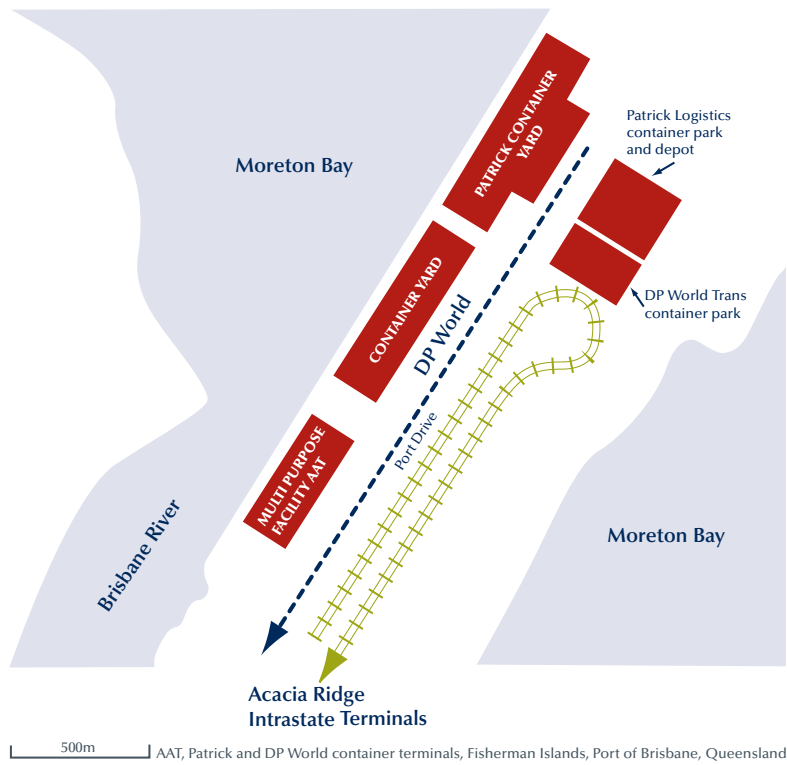 PATRICK CONTAINER
YARD
Patrick Logistics
container park
and depot
Moreton Bay
CONTAINER YARD
DP World
DP World Trans
container park
Port Drive
MULTI PURPOSE
FACILITY AAT
Brisbane River
Moreton Bay
Acacia Ridge
Intrastate Terminals
500m
AAT, Patrick and DP World container terminals, Fisherman Islands, Port of Brisbane, Queensland